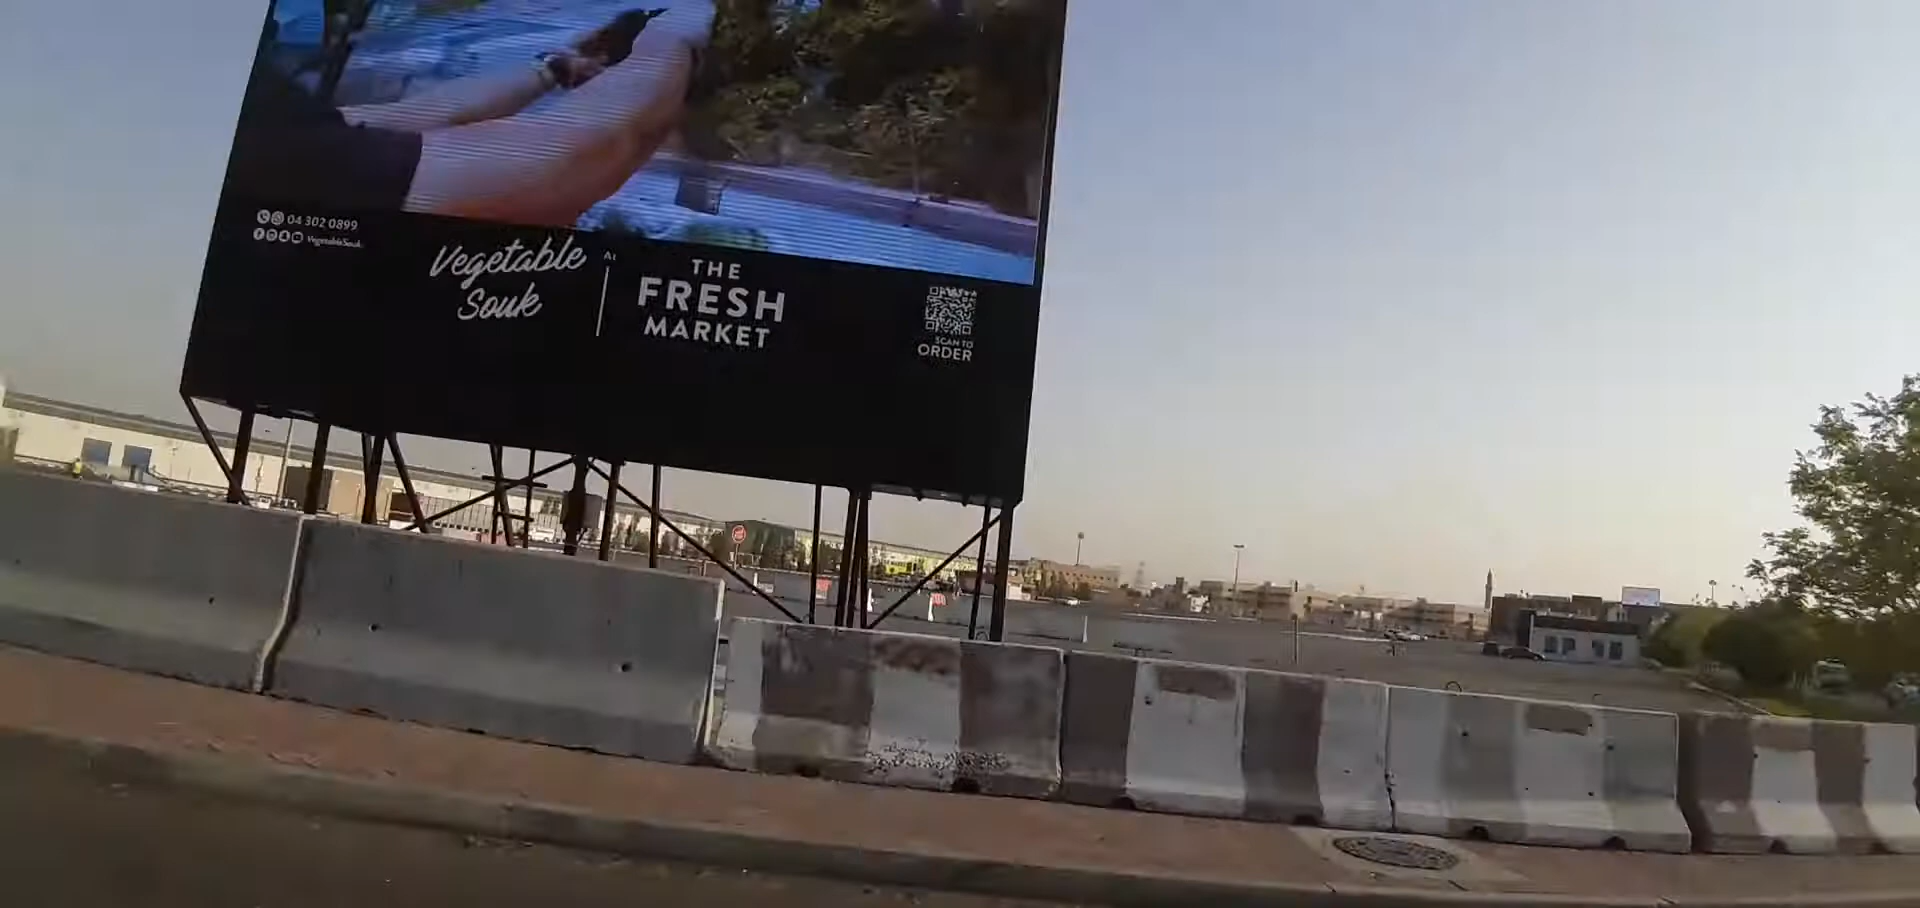 04 302 0899
VegetableSouk
Vegetable
Souk
At
THE
FRESH
MARKET
SCAN TO
ORDER